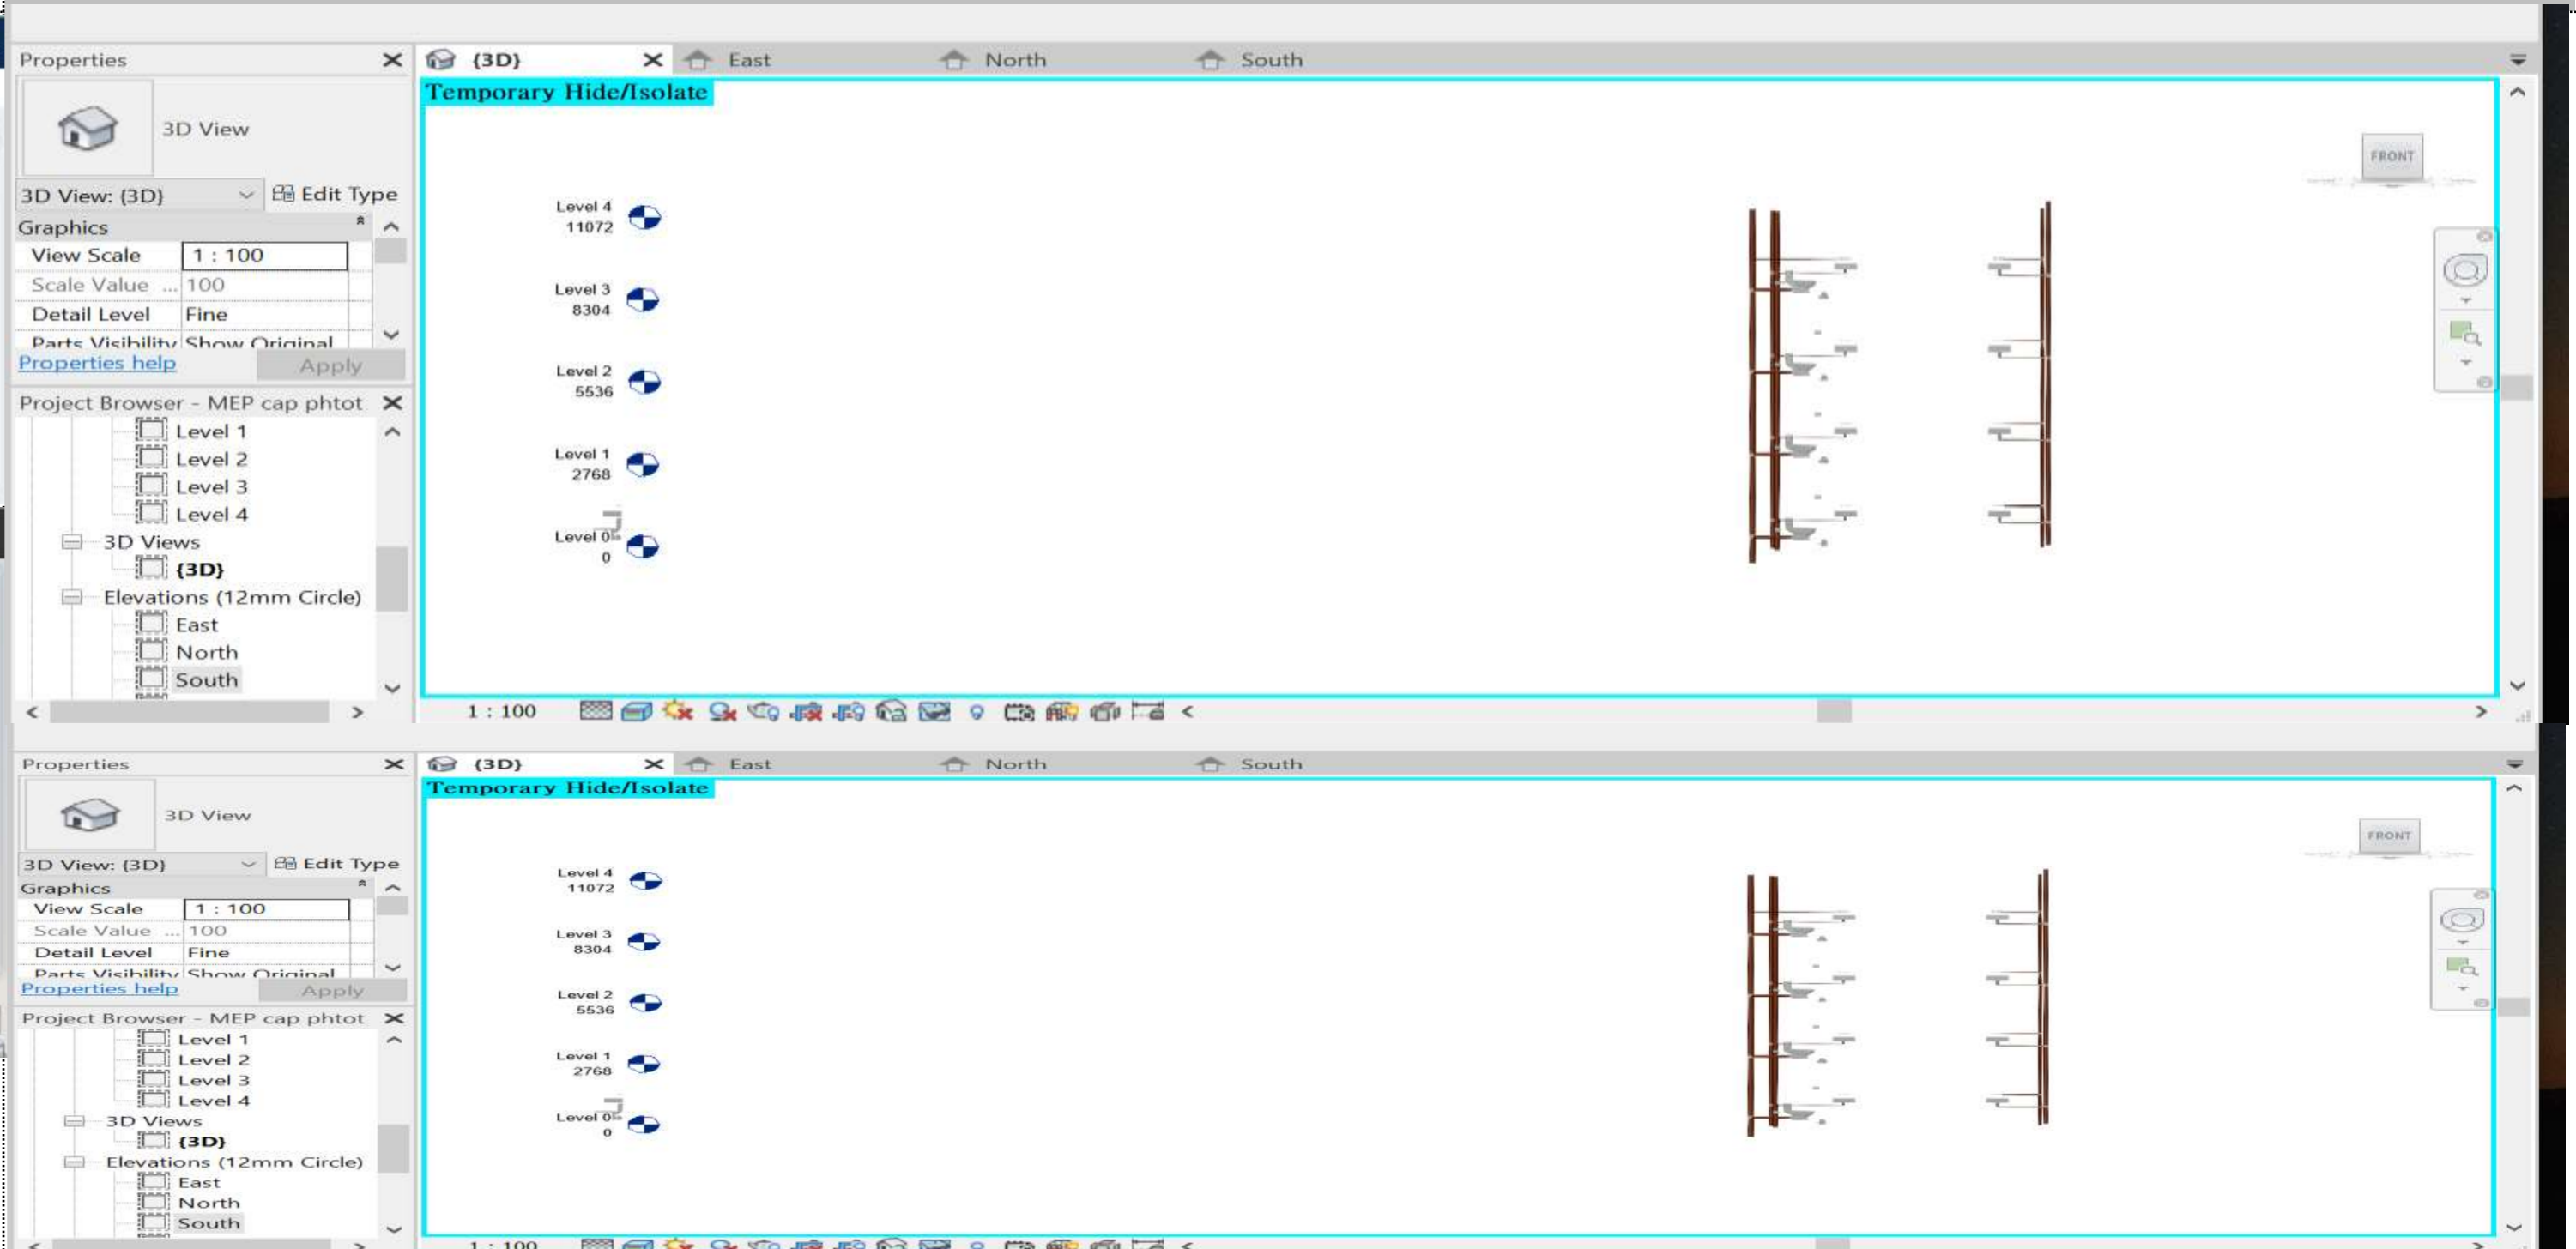 Properties
{3D}
East
North
South
Temporary Hide/Isolate
3D View
FRONT
3D View: {3D}
Edit Type
Graphics
View Scale
1 : 100
Scale Value ...
100
Detail Level
Fine
Parts Visibility
Show Original
Properties help
Apply
Level 4
11072
Level 3
8304
Level 2
5536
Level 1
2768
Level 0
0
Project Browser - MEP cap phtot
Level 1
Level 2
Level 3
Level 4
3D Views
{3D}
Elevations (12mm Circle)
East
North
South
1 : 100
Properties
{3D}
East
North
South
Temporary Hide/Isolate
3D View
FRONT
3D View: {3D}
Edit Type
Graphics
View Scale
1 : 100
Scale Value ...
100
Detail Level
Fine
Parts Visibility
Show Original
Properties help
Apply
Level 4
11072
Level 3
8304
Level 2
5536
Level 1
2768
Level 0
0
Project Browser - MEP cap phtot
Level 1
Level 2
Level 3
Level 4
3D Views
{3D}
Elevations (12mm Circle)
East
North
South
1 : 100